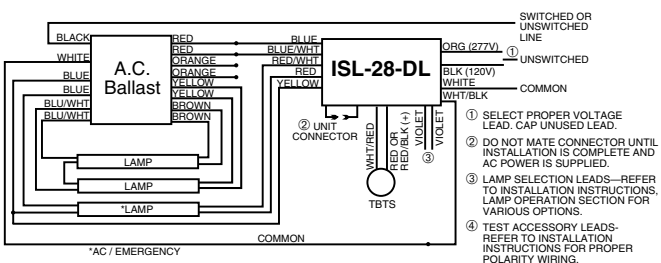 SWITCHED OR
UNSWITCHED
LINE
BLACK
RED
RED
ORANGE
ORANGE
YELLOW
YELLOW
BROWN
BROWN
WHITE
BLUE
BLUE
BLU/WHT
BLU/WHT
A.C.
Ballast
BLUE
BLUE/WHT
RED/WHT
RED
YELLOW
ISL-28-DL
ORG (277V)
①
UNSWITCHED
BLK (120V)
WHITE
COMMON
WHT/BLK
② UNIT
CONNECTOR
WHT/RED
RED OR
RED/BLK (+)
VIOLET
VIOLET
③
TBTS
LAMP
LAMP
*LAMP
COMMON
*AC / EMERGENCY
① SELECT PROPER VOLTAGE
LEAD. CAP UNUSED LEAD.
② DO NOT MATE CONNECTOR UNTIL
INSTALLATION IS COMPLETE AND
AC POWER IS SUPPLIED.
③ LAMP SELECTION LEADS—REFER
TO INSTALLATION INSTRUCTIONS,
LAMP OPERATION SECTION FOR
VARIOUS OPTIONS.
④ TEST ACCESSORY LEADS-
REFER TO INSTALLATION
INSTRUCTIONS FOR PROPER
POLARITY WIRING.